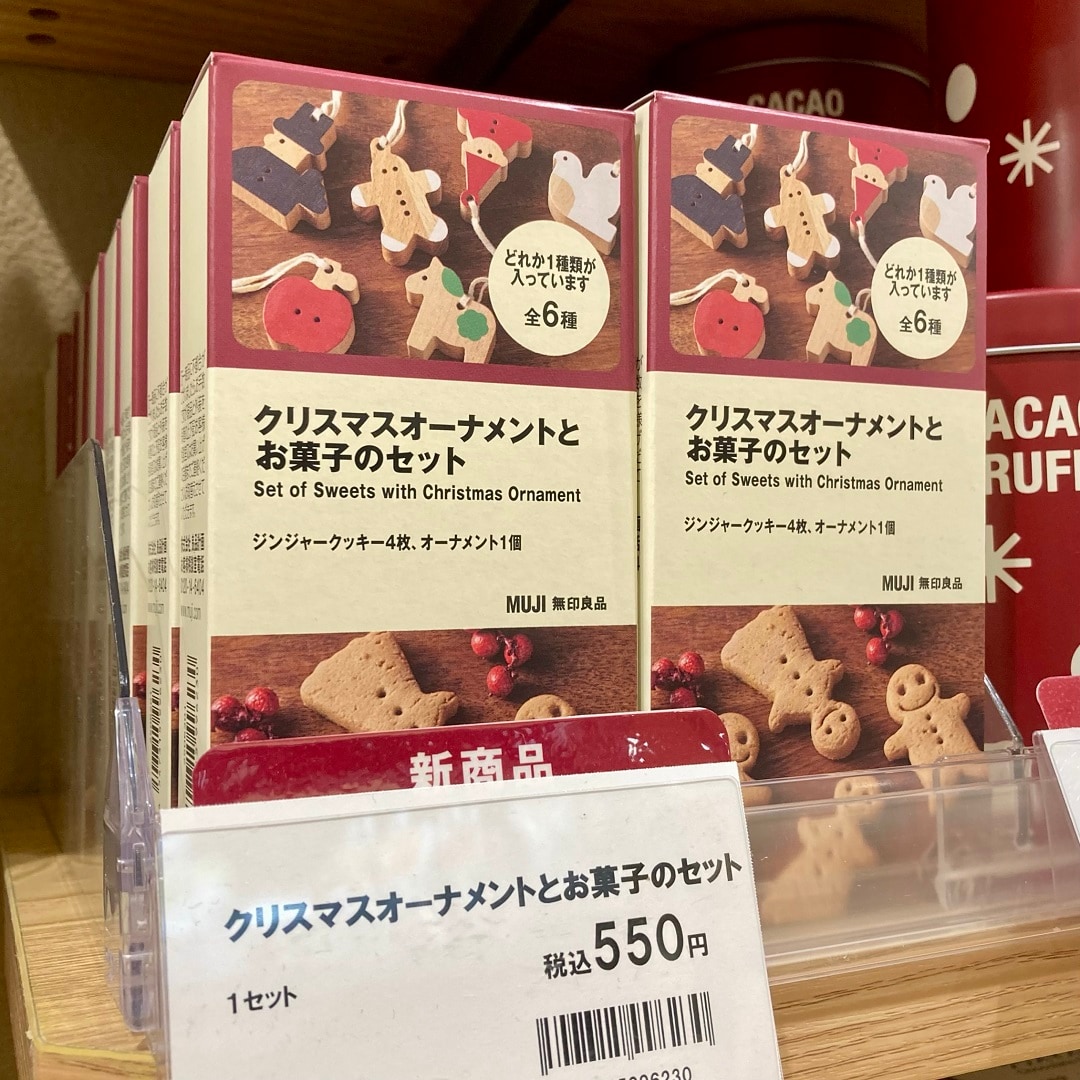 CACAO
どれか1種類が
入っています
全6種
クリスマスオーナメントと
お菓子のセット
Set of Sweets with Christmas Ornament
ジンジャークッキー4枚、オーナメント1個
MUJI 無印良品
どれか1種類が
入っています
全6種
クリスマスオーナメントと
お菓子のセット
Set of Sweets with Christmas Ornament
ジンジャークッキー4枚、オーナメント1個
MUJI 無印良品
ACAO
RUFF
新商品
クリスマスオーナメントとお菓子のセット
税込550円
1セット